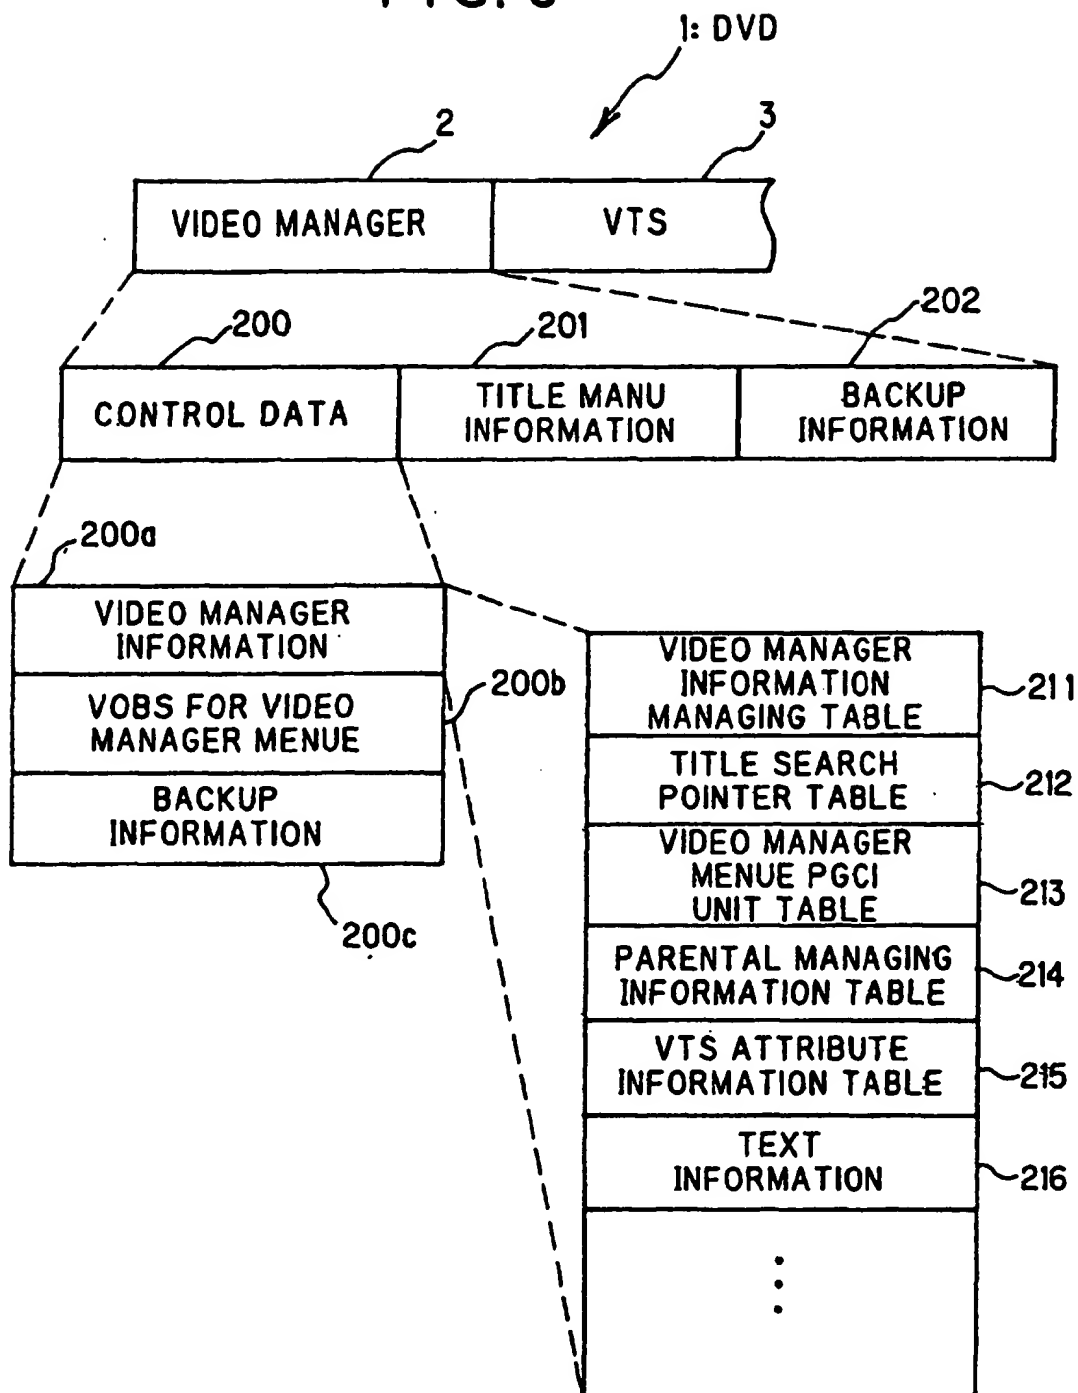 1: DVD
2
3
VIDEO MANAGER
VTS
200
201
202
CONTROL DATA
TITLE MANU
INFORMATION
BACKUP
INFORMATION
200a
VIDEO MANAGER
INFORMATION
200b
VOBS FOR VIDEO
MANAGER MENUE
BACKUP
INFORMATION
200c
VIDEO MANAGER
INFORMATION
MANAGING TABLE
211
TITLE SEARCH
POINTER TABLE
212
VIDEO MANAGER
MENUE PGCI
UNIT TABLE
213
PARENTAL MANAGING
INFORMATION TABLE
214
VTS ATTRIBUTE
INFORMATION TABLE
215
TEXT
INFORMATION
216